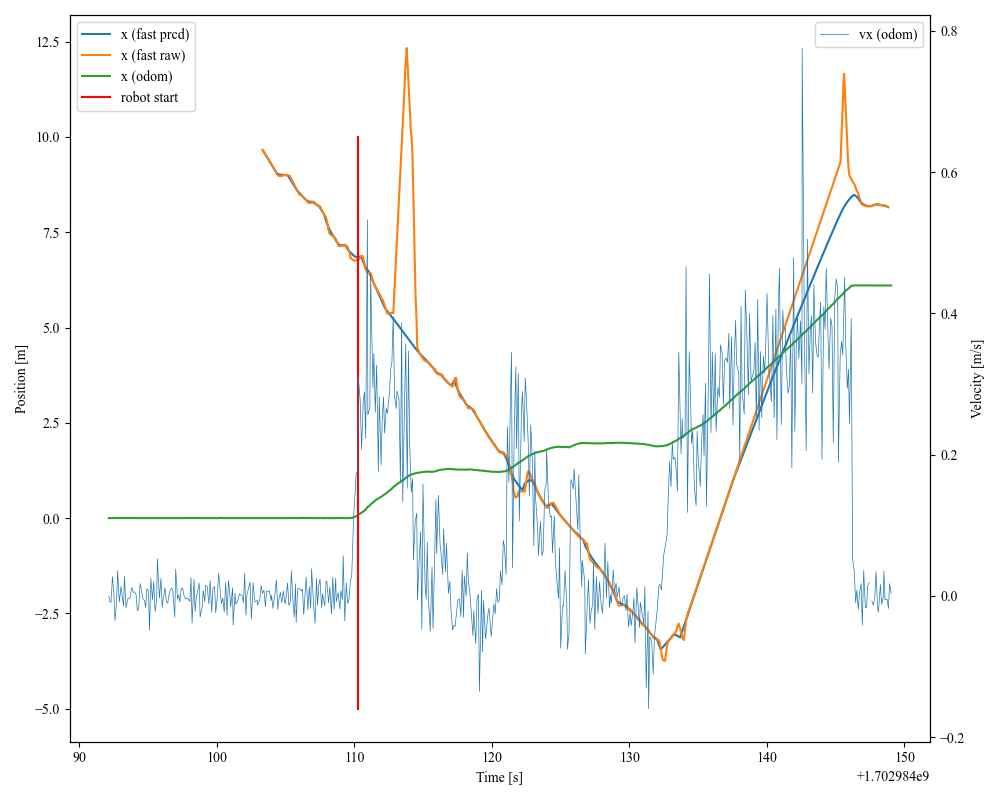 x (fast prcd)
x (fast raw)
x (odom)
robot start
vx (odom)
12.5
10.0
7.5
5.0
2.5
0.0
−2.5
−5.0
Position [m]
0.8
0.6
0.4
0.2
0.0
−0.2
Velocity [m/s]
90 100 110 120 130 140 150
Time [s]
+1.702984e9